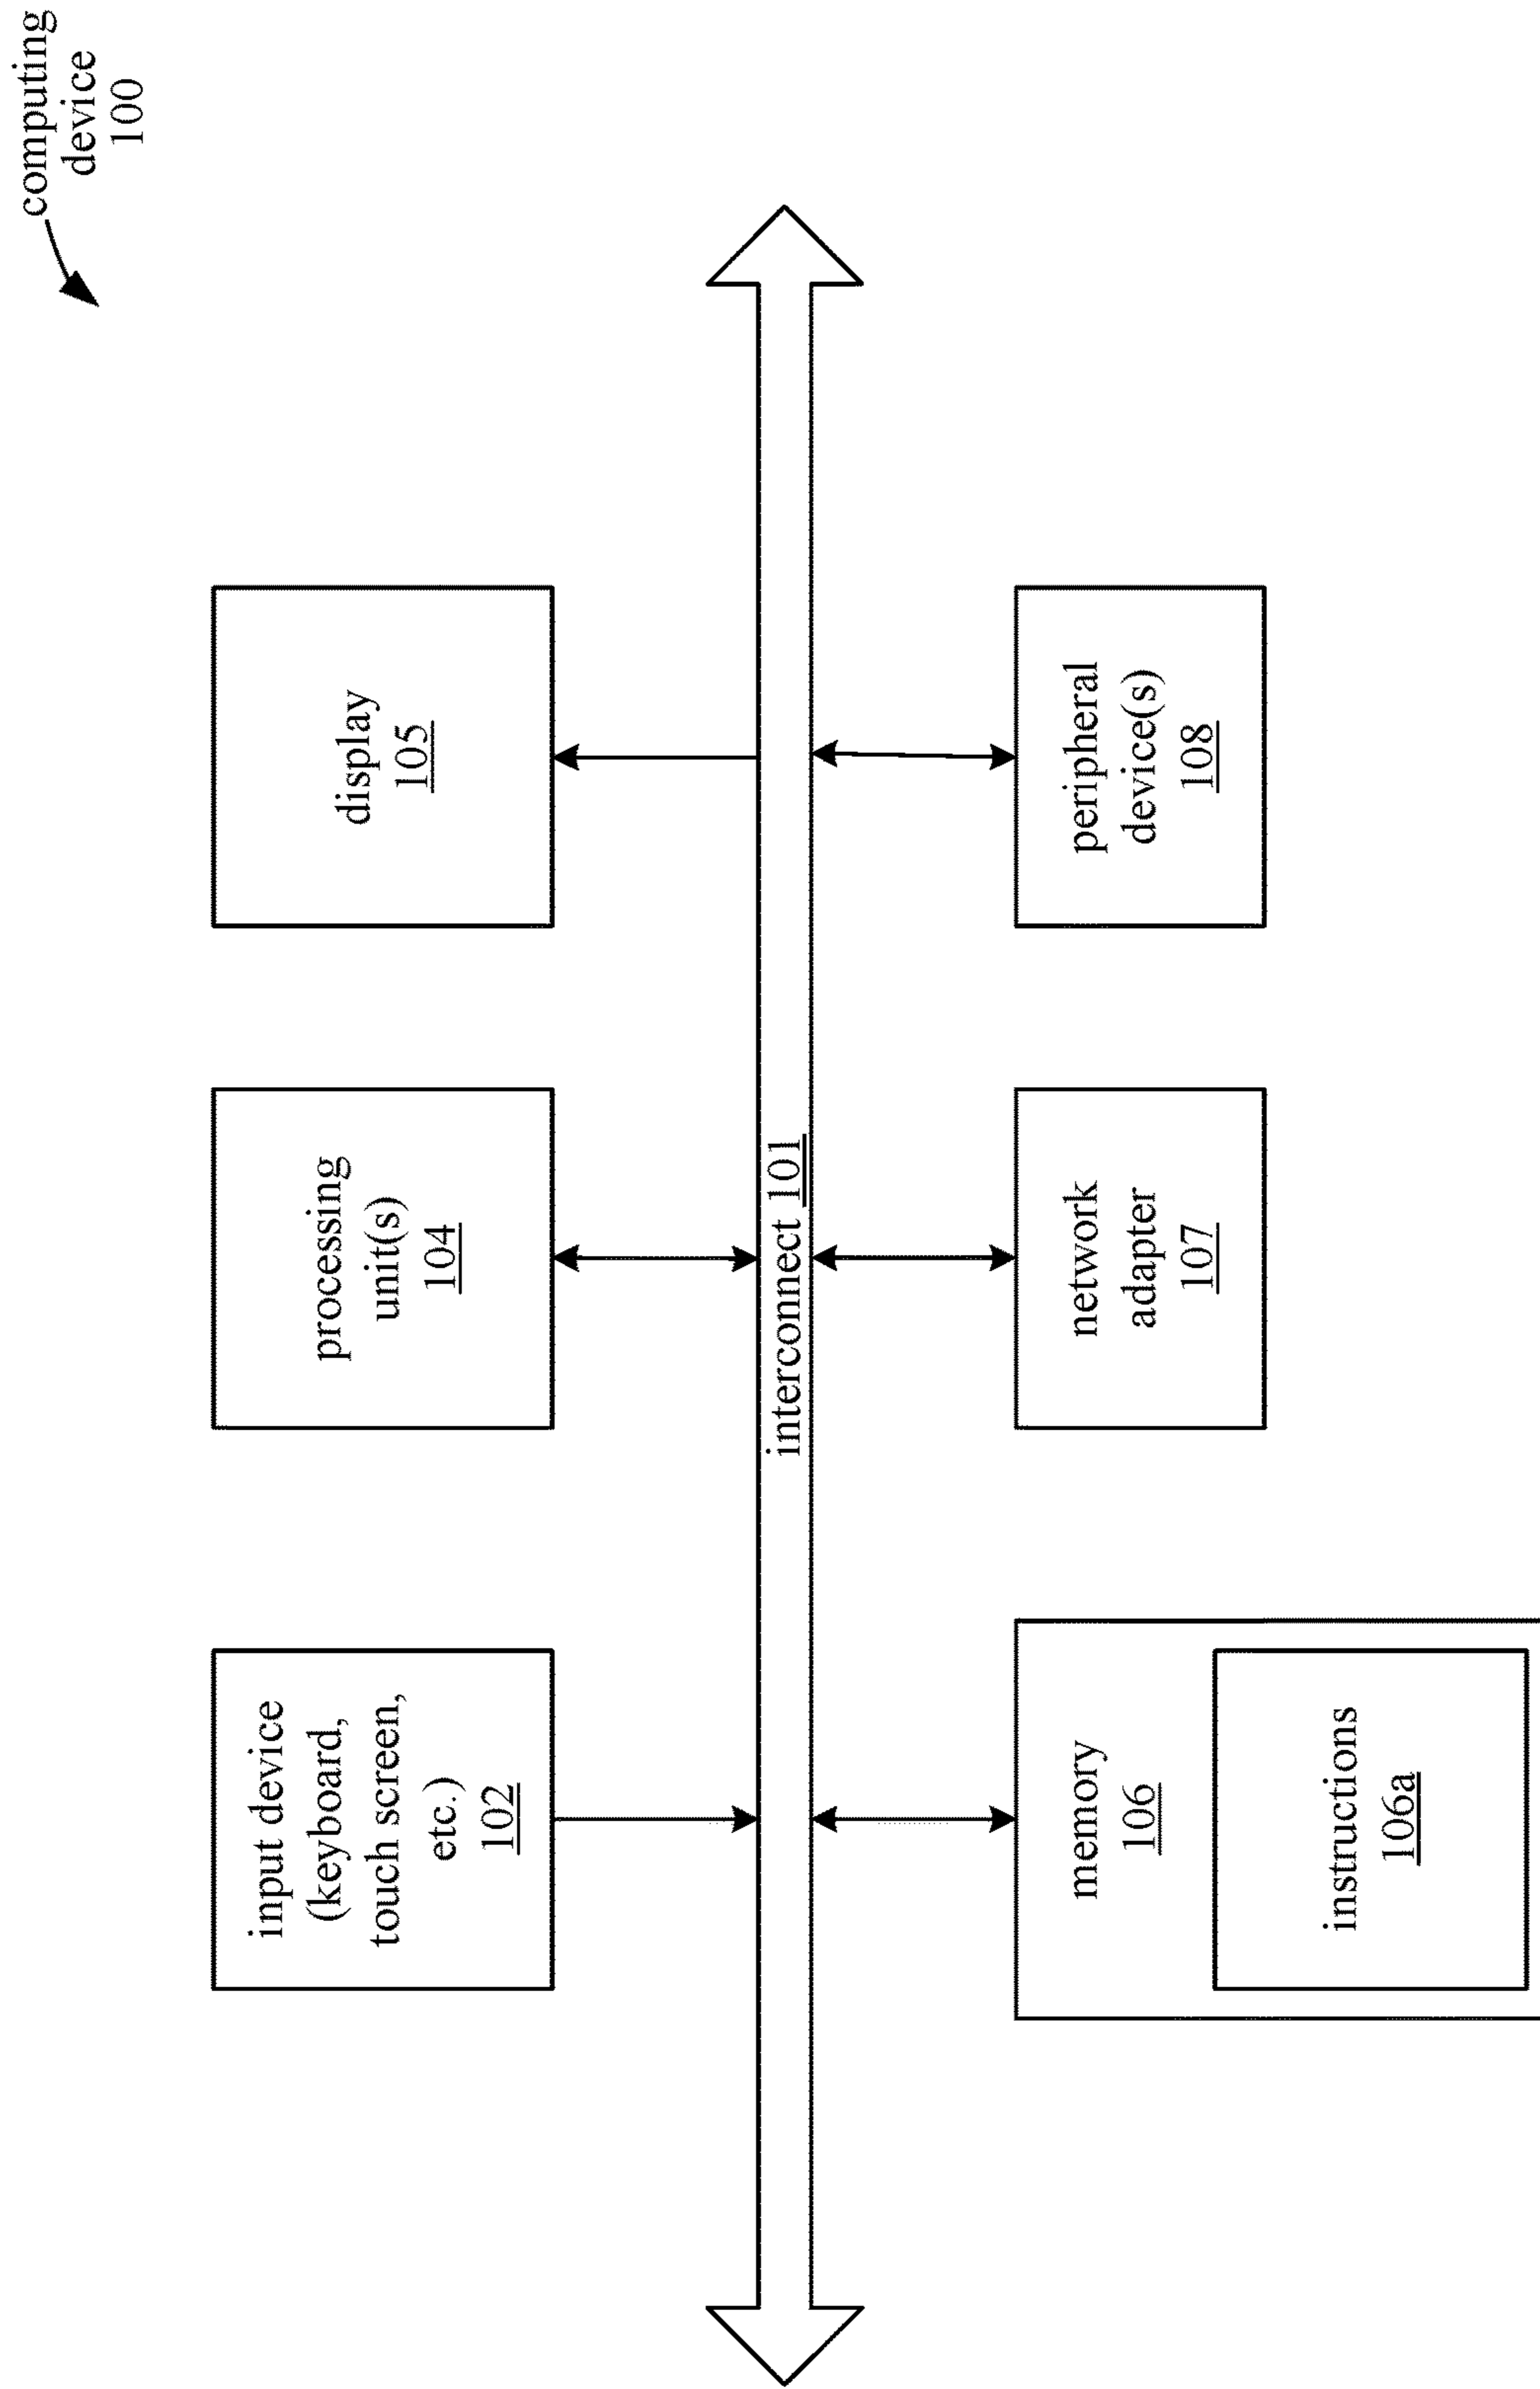 computing
device
100
input device
(keyboard,
touch screen,
etc.)
102
processing
unit(s)
104
display
105
interconnect 101
memory
106
instructions
106a
network
adapter
107
peripheral
device(s)
108